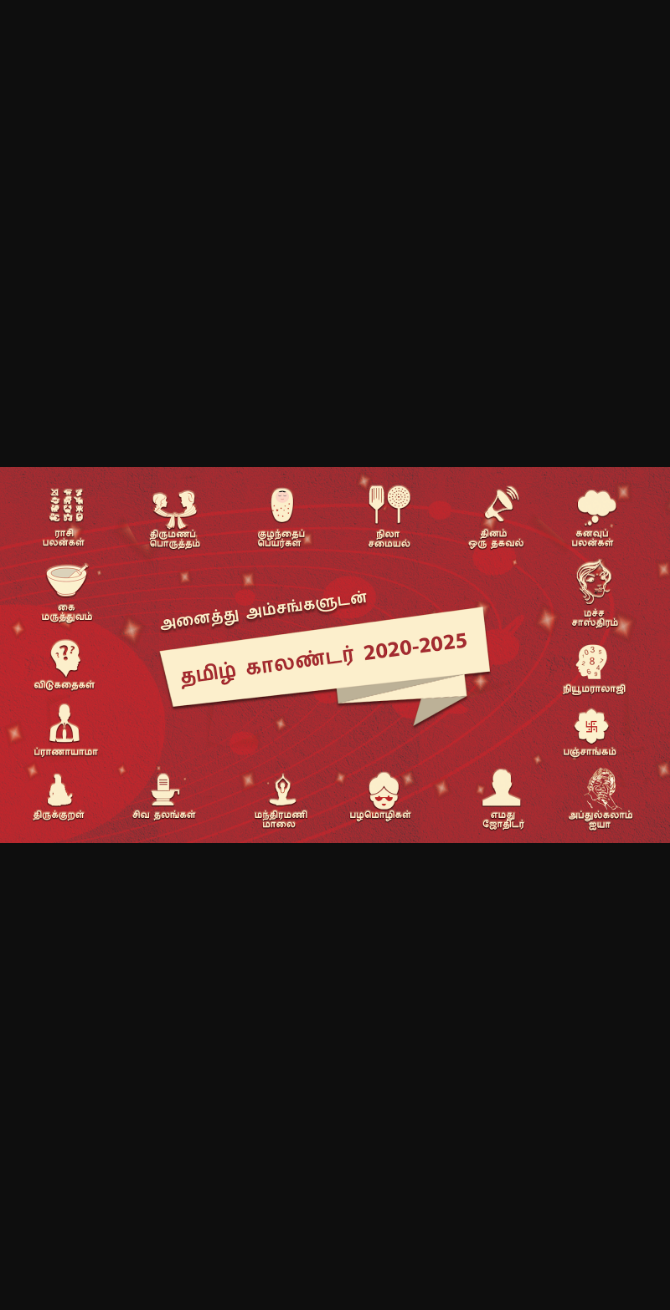 ராசி
பலன்கள்
திருமணப்
பொருத்தம்
குழந்தைப்
பெயர்கள்
நிலா
சமையல்
தினம்
ஒரு தகவல்
கனவுப்
பலன்கள்
கை
மருத்துவம்
மச்ச
சாஸ்திரம்
அனைத்து அம்சங்களுடன்
தமிழ் காலண்டர் 2020-2025
விடுகதைகள்
நியூமராலாஜி
ப்ராணாயாமா
பஞ்சாங்கம்
திருக்குறள்
சிவ தலங்கள்
மந்திரமணி
மாலை
பழமொழிகள்
எமது
ஜோதிடர்
அப்துல்கலாம்
ஐயா